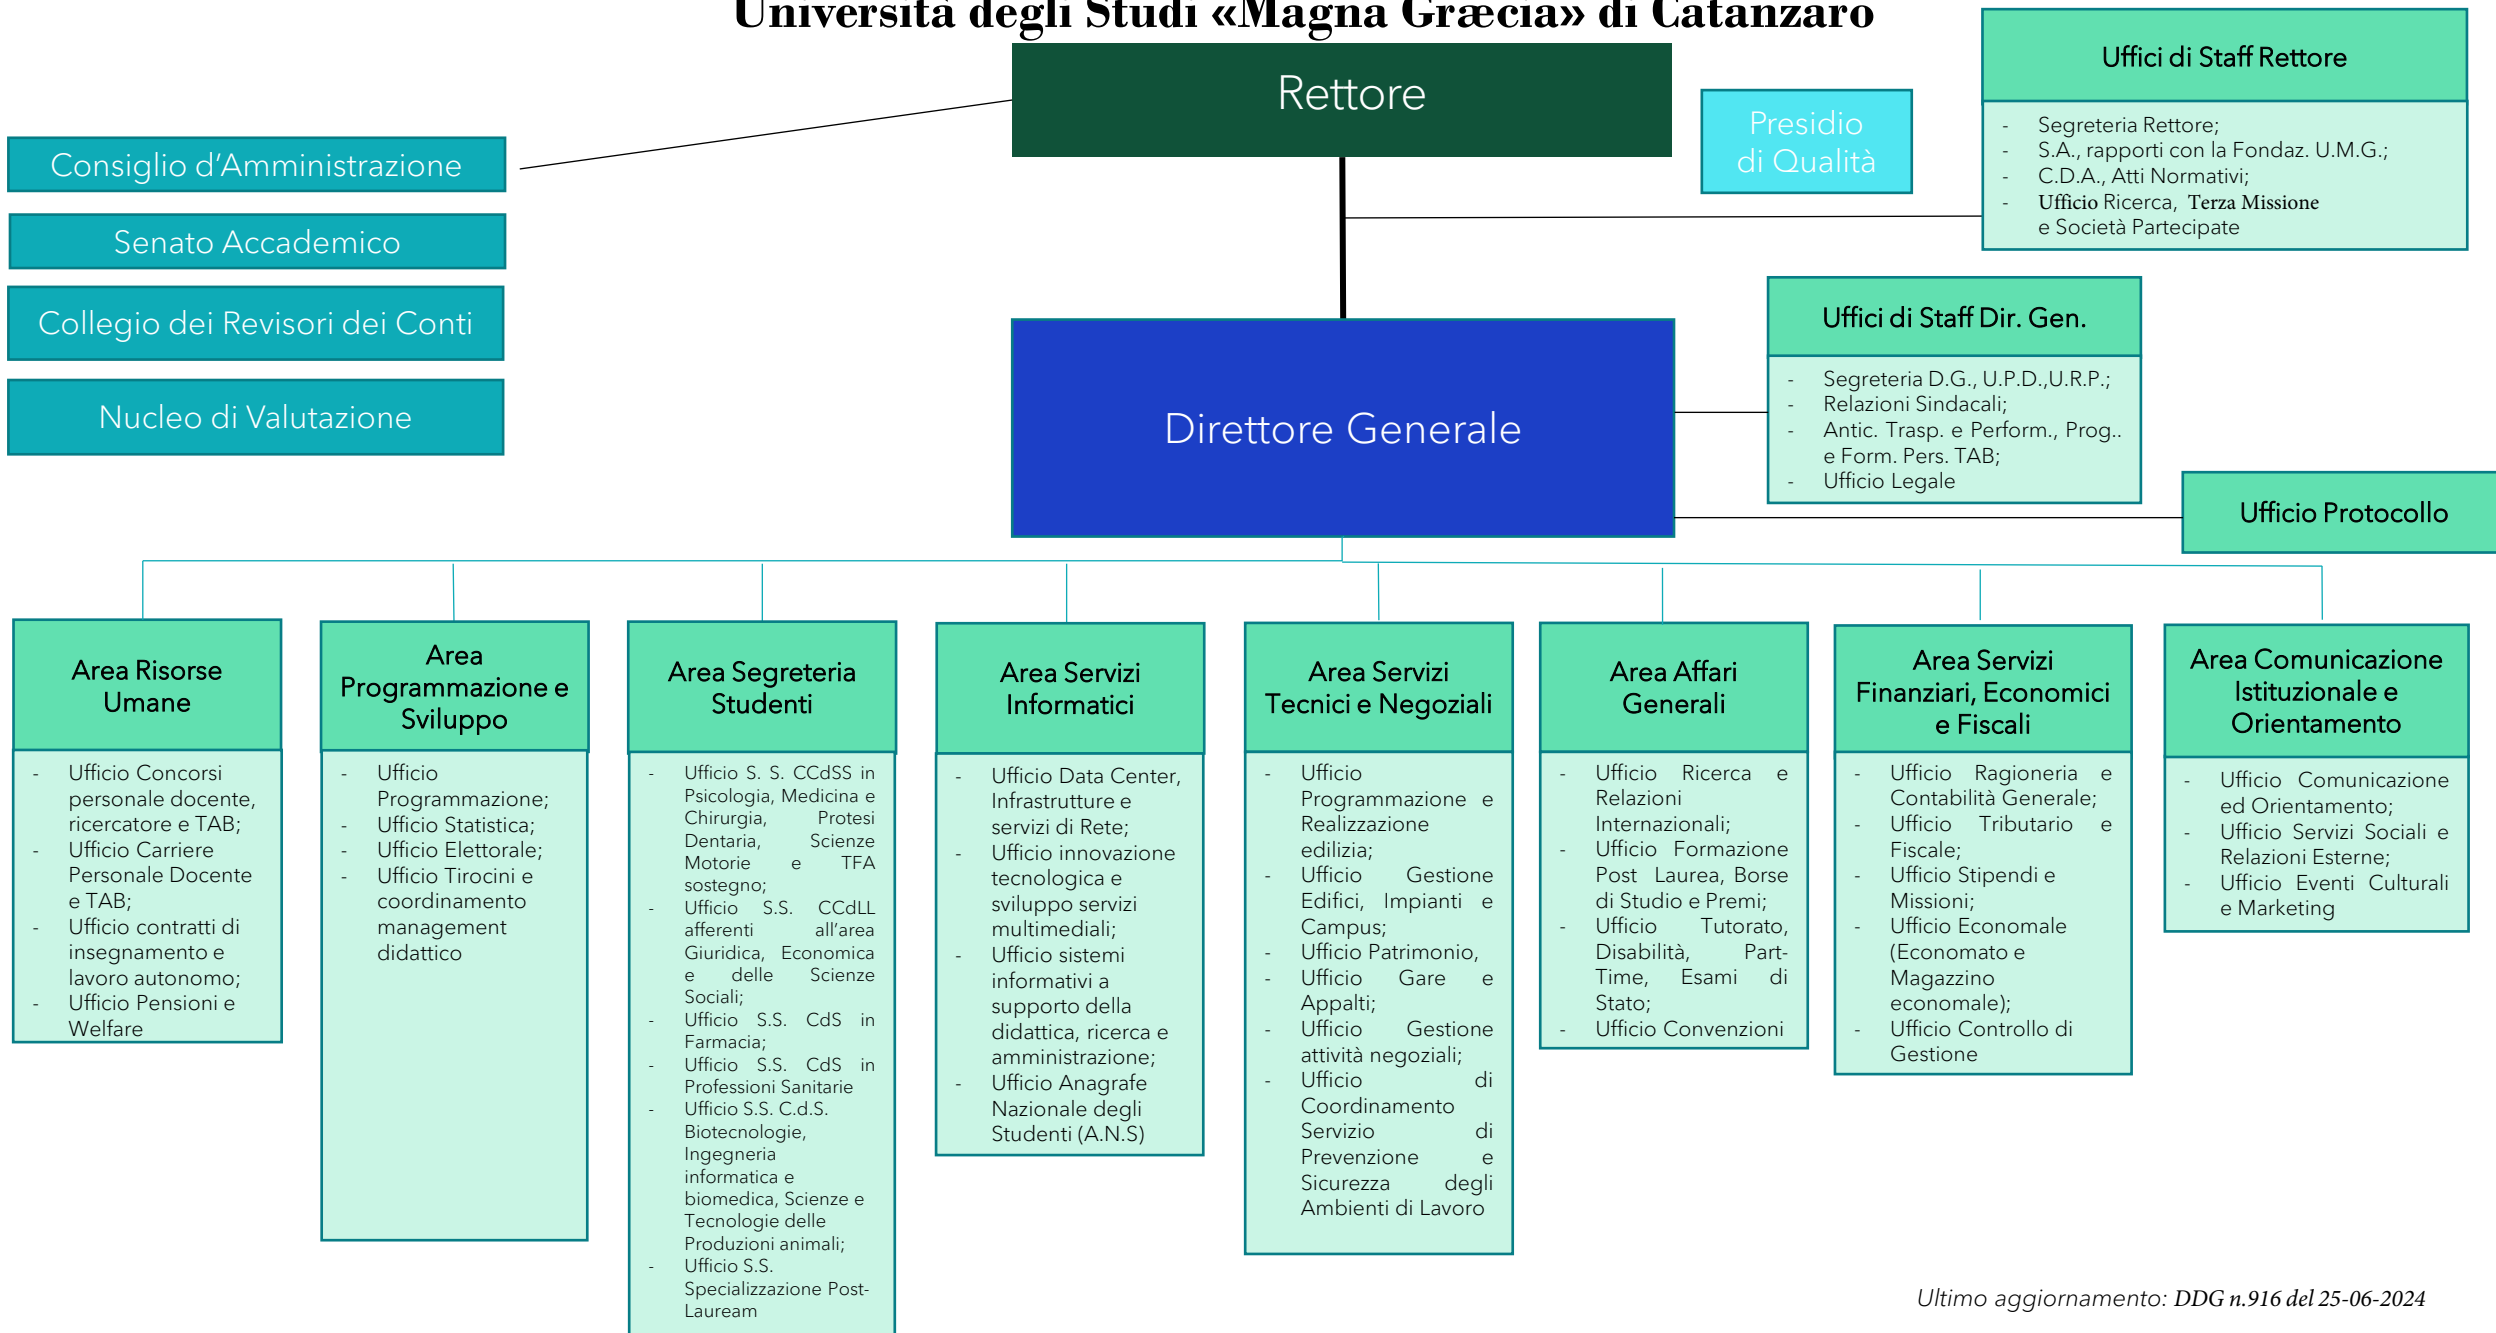 Università degli Studi «Magna Græcia» di Catanzaro
Rettore
Presidio
di Qualità
Uffici di Staff Rettore
- Segreteria Rettore;
- S.A., rapporti con la Fondaz. U.M.G.;
- C.D.A., Atti Normativi;
- Ufficio Ricerca, Terza Missione
e Società Partecipate
Consiglio d'Amministrazione
Senato Accademico
Collegio dei Revisori dei Conti
Nucleo di Valutazione
Direttore Generale
Uffici di Staff Dir. Gen.
- Segreteria D.G., U.P.D.,U.R.P.;
- Relazioni Sindacali;
- Antic. Trasp. e Perform., Prog..
e Form. Pers. TAB;
- Ufficio Legale
Ufficio Protocollo
Area Risorse
Umane
- Ufficio Concorsi
personale docente,
ricercatore e TAB;
- Ufficio Carriere
Personale Docente
e TAB;
- Ufficio contratti di
insegnamento e
lavoro autonomo;
- Ufficio Pensioni e
Welfare
Area
Programmazione e
Sviluppo
- Ufficio
Programmazione;
- Ufficio Statistica;
- Ufficio Elettorale;
- Ufficio Tirocini e
coordinamento
management
didattico
Area Segreteria
Studenti
- Ufficio S. S. CCdSS in
Psicologia, Medicina e
Chirurgia, Protesi
Dentaria, Scienze
Motorie e TFA
sostegno;
- Ufficio S.S. CCdLL
afferenti all'area
Giuridica, Economica
e delle Scienze
Sociali;
- Ufficio S.S. CdS in
Farmacia;
- Ufficio S.S. CdS in
Professioni Sanitarie
- Ufficio S.S. C.d.S.
Biotecnologie,
Ingegneria
informatica e
biomedica, Scienze e
Tecnologie delle
Produzioni animali;
- Ufficio S.S.
Specializzazione Post-
Lauream
Area Servizi
Informatici
- Ufficio Data Center,
Infrastrutture e
servizi di Rete;
- Ufficio innovazione
tecnologica e
sviluppo servizi
multimediali;
- Ufficio sistemi
informativi a
supporto della
didattica, ricerca e
amministrazione;
- Ufficio Anagrafe
Nazionale degli
Studenti (A.N.S)
Area Servizi
Tecnici e Negoziali
- Ufficio
Programmazione e
Realizzazione
edilizia;
- Ufficio Gestione
Edifici, Impianti e
Campus;
- Ufficio Patrimonio,
- Ufficio Gare e
Appalti;
- Ufficio Gestione
attività negoziali;
- Ufficio di
Coordinamento
Servizio di
Prevenzione e
Sicurezza degli
Ambienti di Lavoro
Area Affari
Generali
- Ufficio Ricerca e
Relazioni
Internazionali;
- Ufficio Formazione
Post Laurea, Borse
di Studio e Premi;
- Ufficio Tutorato,
Disabilità, Part-
Time, Esami di
Stato;
- Ufficio Convenzioni
Area Servizi
Finanziari, Economici
e Fiscali
- Ufficio Ragioneria e
Contabilità Generale;
- Ufficio Tributario e
Fiscale;
- Ufficio Stipendi e
Missioni;
- Ufficio Economale
(Economato e
Magazzino
economale);
- Ufficio Controllo di
Gestione
Area Comunicazione
Istituzionale e
Orientamento
- Ufficio Comunicazione
ed Orientamento;
- Ufficio Servizi Sociali e
Relazioni Esterne;
- Ufficio Eventi Culturali
e Marketing
Ultimo aggiornamento: DDG n.916 del 25-06-2024